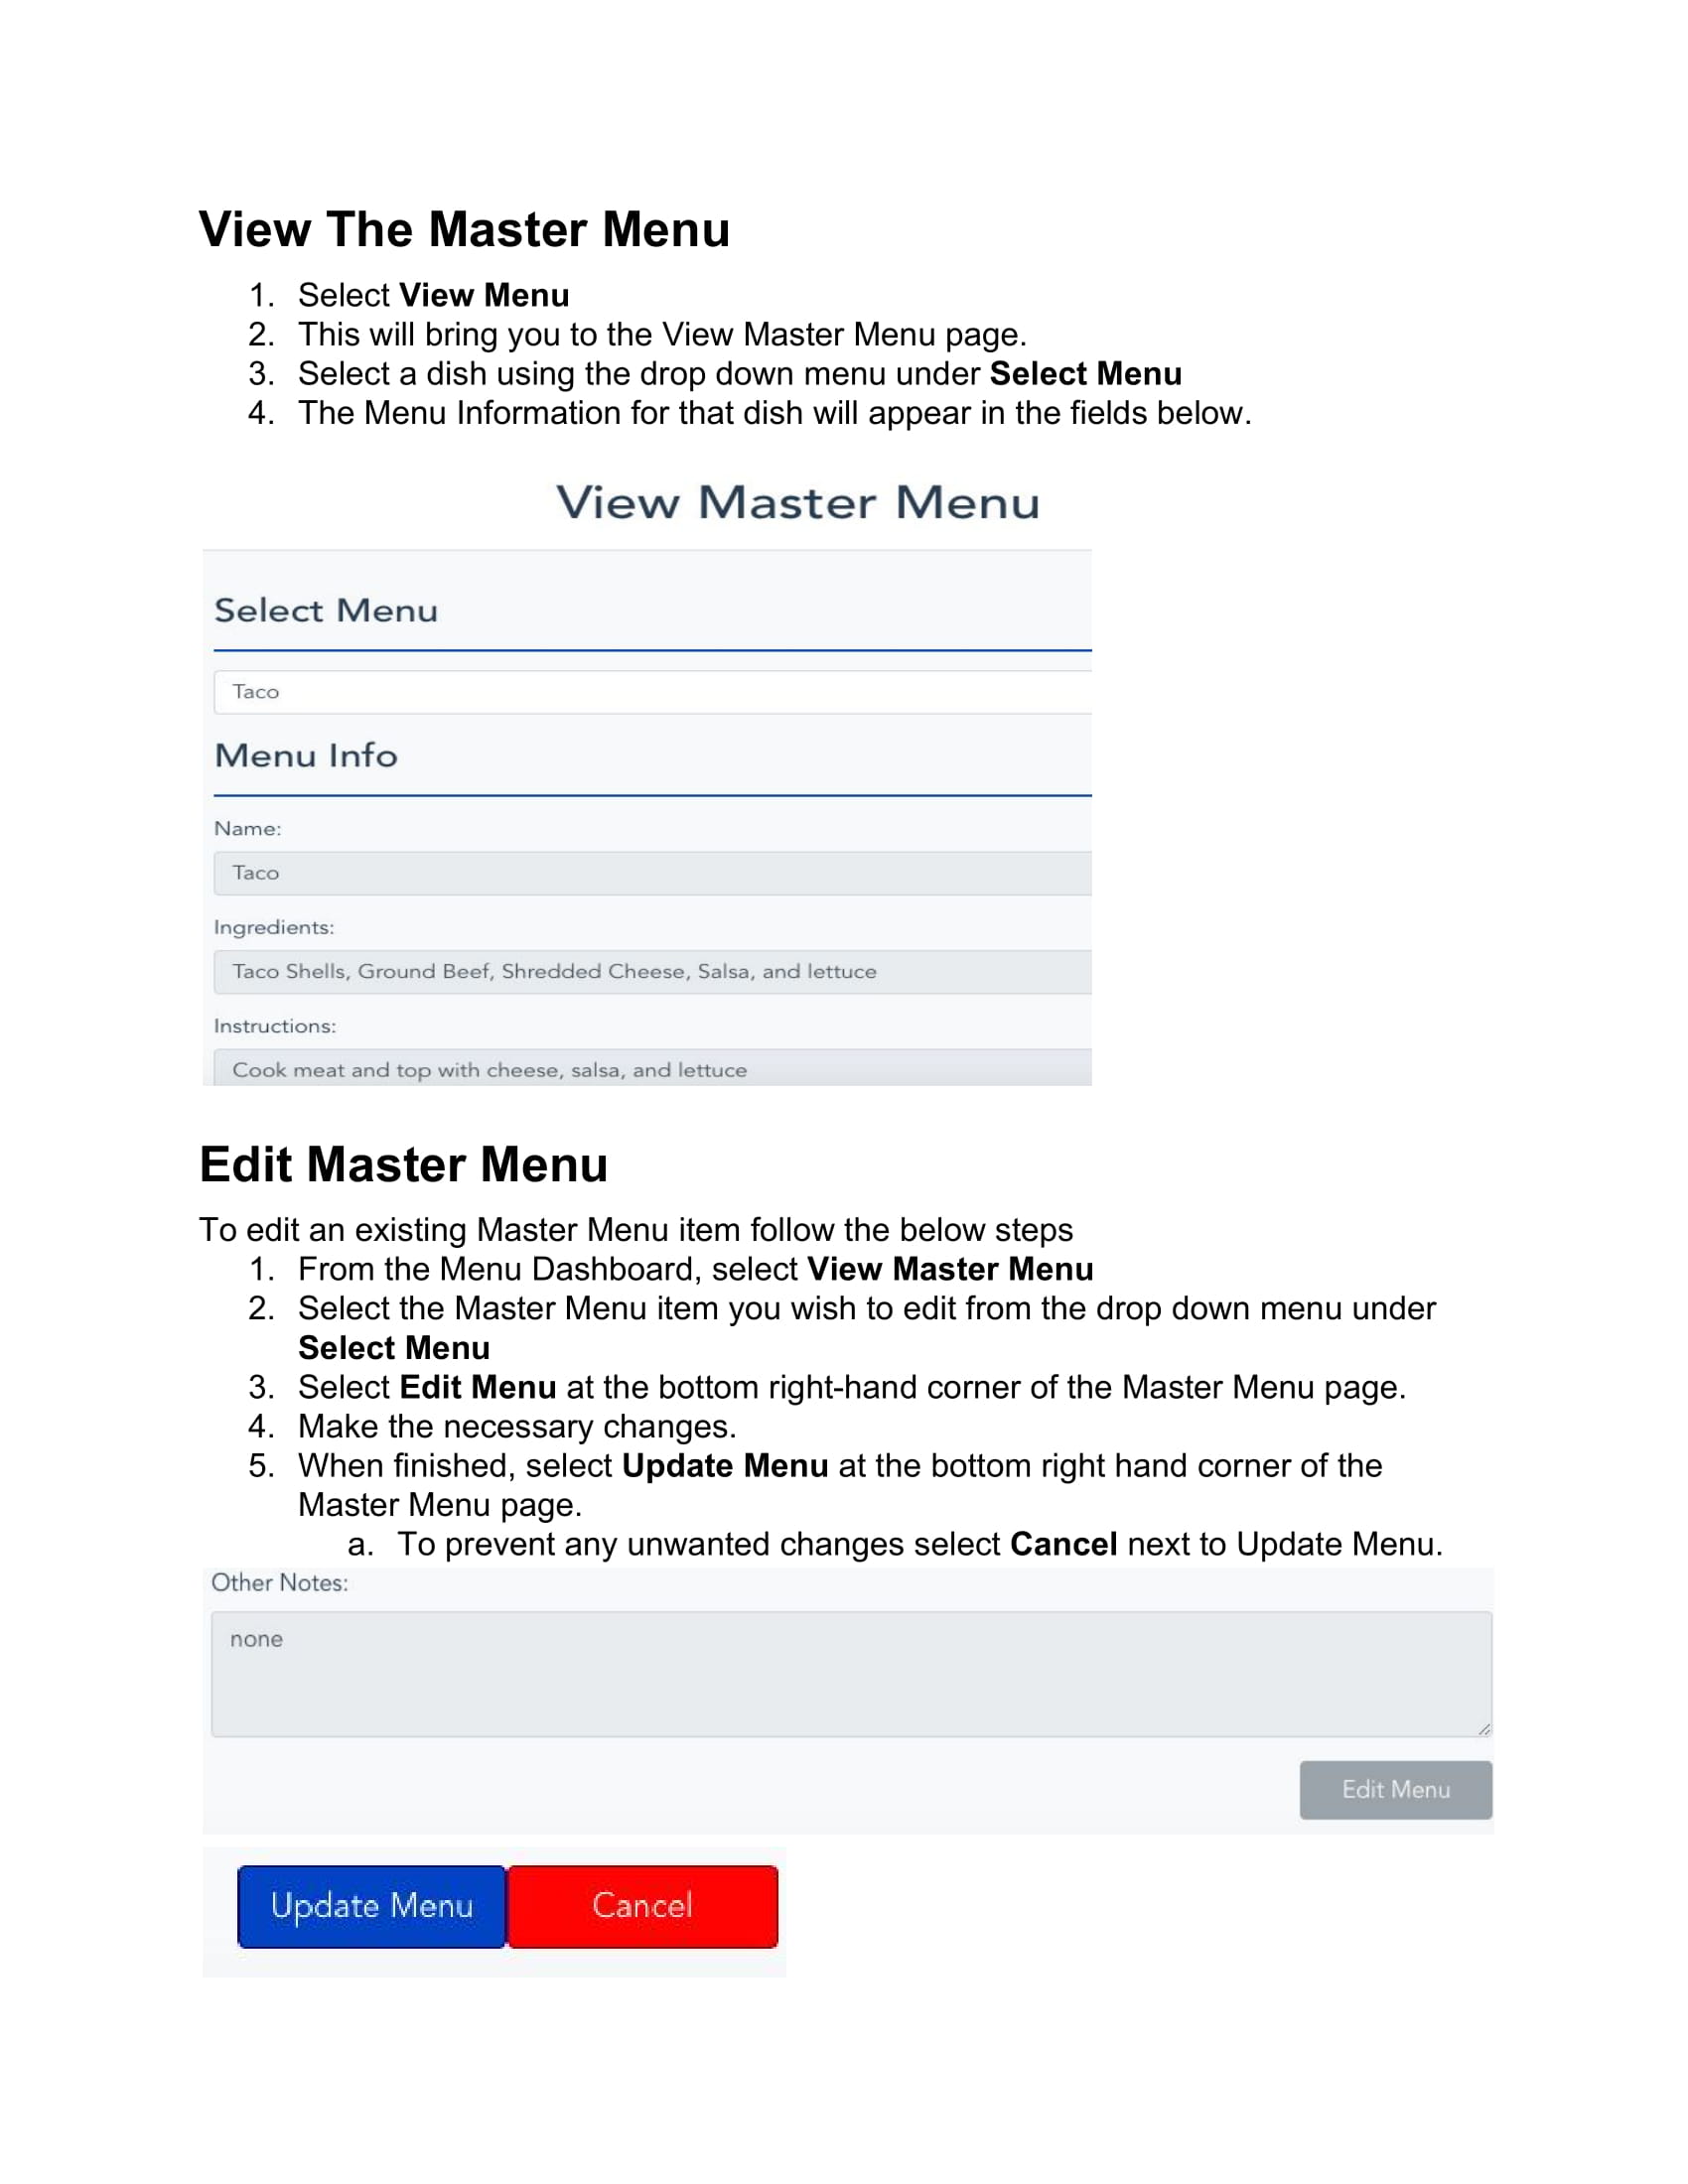 View The Master Menu
1. Select View Menu
2. This will bring you to the View Master Menu page.
3. Select a dish using the drop down menu under Select Menu
4. The Menu Information for that dish will appear in the fields below.
View Master Menu
Select Menu
Taco
Menu Info
Name:
Taco
Ingredients:
Taco Shells, Ground Beef, Shredded Cheese, Salsa, and lettuce
Instructions:
Cook meat and top with cheese, salsa, and lettuce
Edit Master Menu
To edit an existing Master Menu item follow the below steps
1. From the Menu Dashboard, select View Master Menu
2. Select the Master Menu item you wish to edit from the drop down menu under
Select Menu
3. Select Edit Menu at the bottom right-hand corner of the Master Menu page.
4. Make the necessary changes.
5. When finished, select Update Menu at the bottom right hand corner of the
Master Menu page.
a. To prevent any unwanted changes select Cancel next to Update Menu.
Other Notes:
none
Edit Menu
Update Menu Cancel